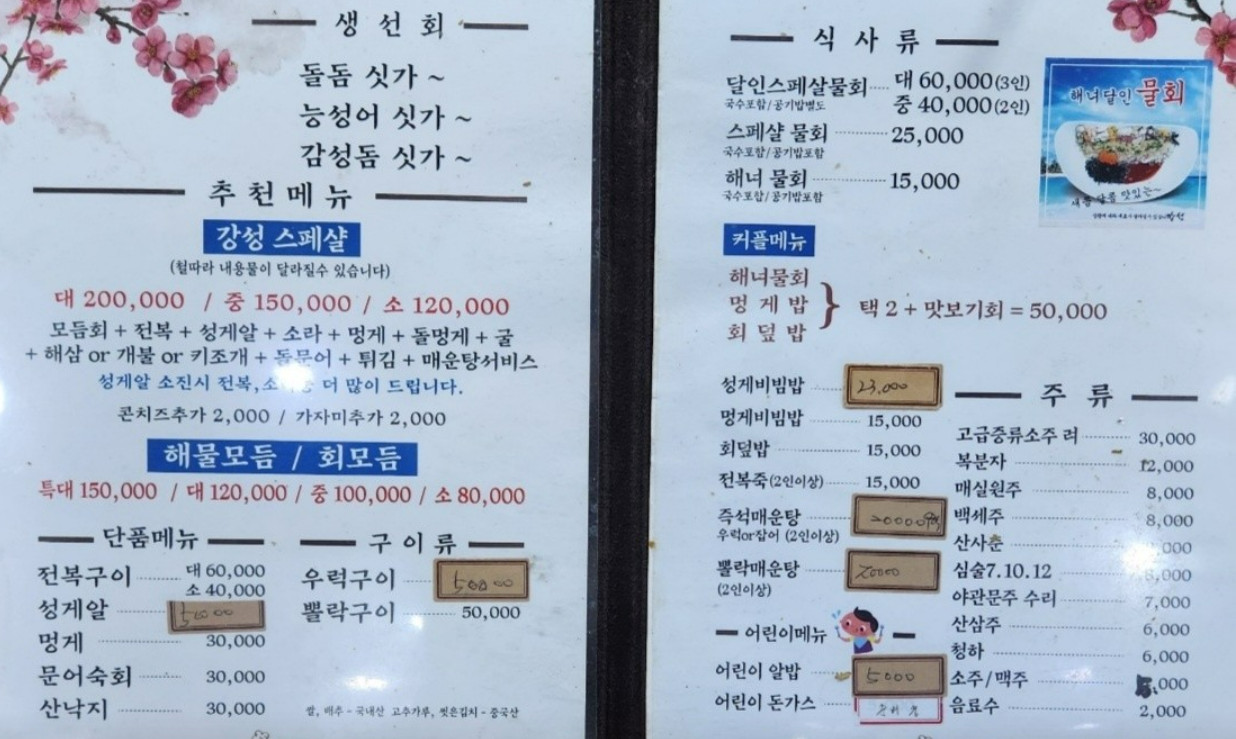 생선회
돌돔 싯가 ~
능성어 싯가 ~
감성돔 싯가 ~
추천메뉴
강성 스페샬
(철따라 내용물이 달라질수 있습니다)
대 200,000 / 중 150,000 / 소 120,000
모듬회 + 전복 + 성게알 + 소라 + 멍게 + 돌멍게 + 굴
+ 해삼 or 개불 or 키조개 + 돌문어 + 튀김 + 매운탕서비스
성게알 소진시 전복, 더 많이 드립니다.
콘치즈추가 2,000 / 가자미추가 2,000
해물모듬 / 회모듬
특대 150,000 / 대 120,000 / 중 100,000 / 소 80,000
단품메뉴
전복구이 대 60,000
소 40,000
성게알 50000
멍게 30,000
문어숙회 30,000
산낙지 30,000
구이류
우럭구이 50000
뽈락구이 50,000
쌀, 배추 - 국내산 고추가루, 찟은김치 - 중국산
식사류
달인스페살물회 대 60,000(3인)
국수포함/공기밥별도 중 40,000(2인)
스페샬 물회 25,000
국수포함/공기밥포함
해녀 물회 15,000
국수포함/공기밥포함
해녀달인 물회
커플메뉴
해녀물회
멍게밥
회덮밥
} 택 2 + 맛보기회 = 50,000
성게비빔밥 23,000
멍게비빔밥 15,000
회덮밥 15,000
전복죽(2인이상) 15,000
즉석매운탕 20000
우럭or잡어 (2인이상)
뽈락매운탕 20000
(2인이상)
어린이메뉴
어린이 알밥 5000
어린이 돈가스
주류
고급증류소주 려 30,000
복분자 12,000
매실원주 8,000
백세주 8,000
산사춘 ,000
심술7.10.12 8,000
야관문주 수리 7,000
산삼주 6,000
청하 6,000
소주/맥주 5,000
음료수 2,000